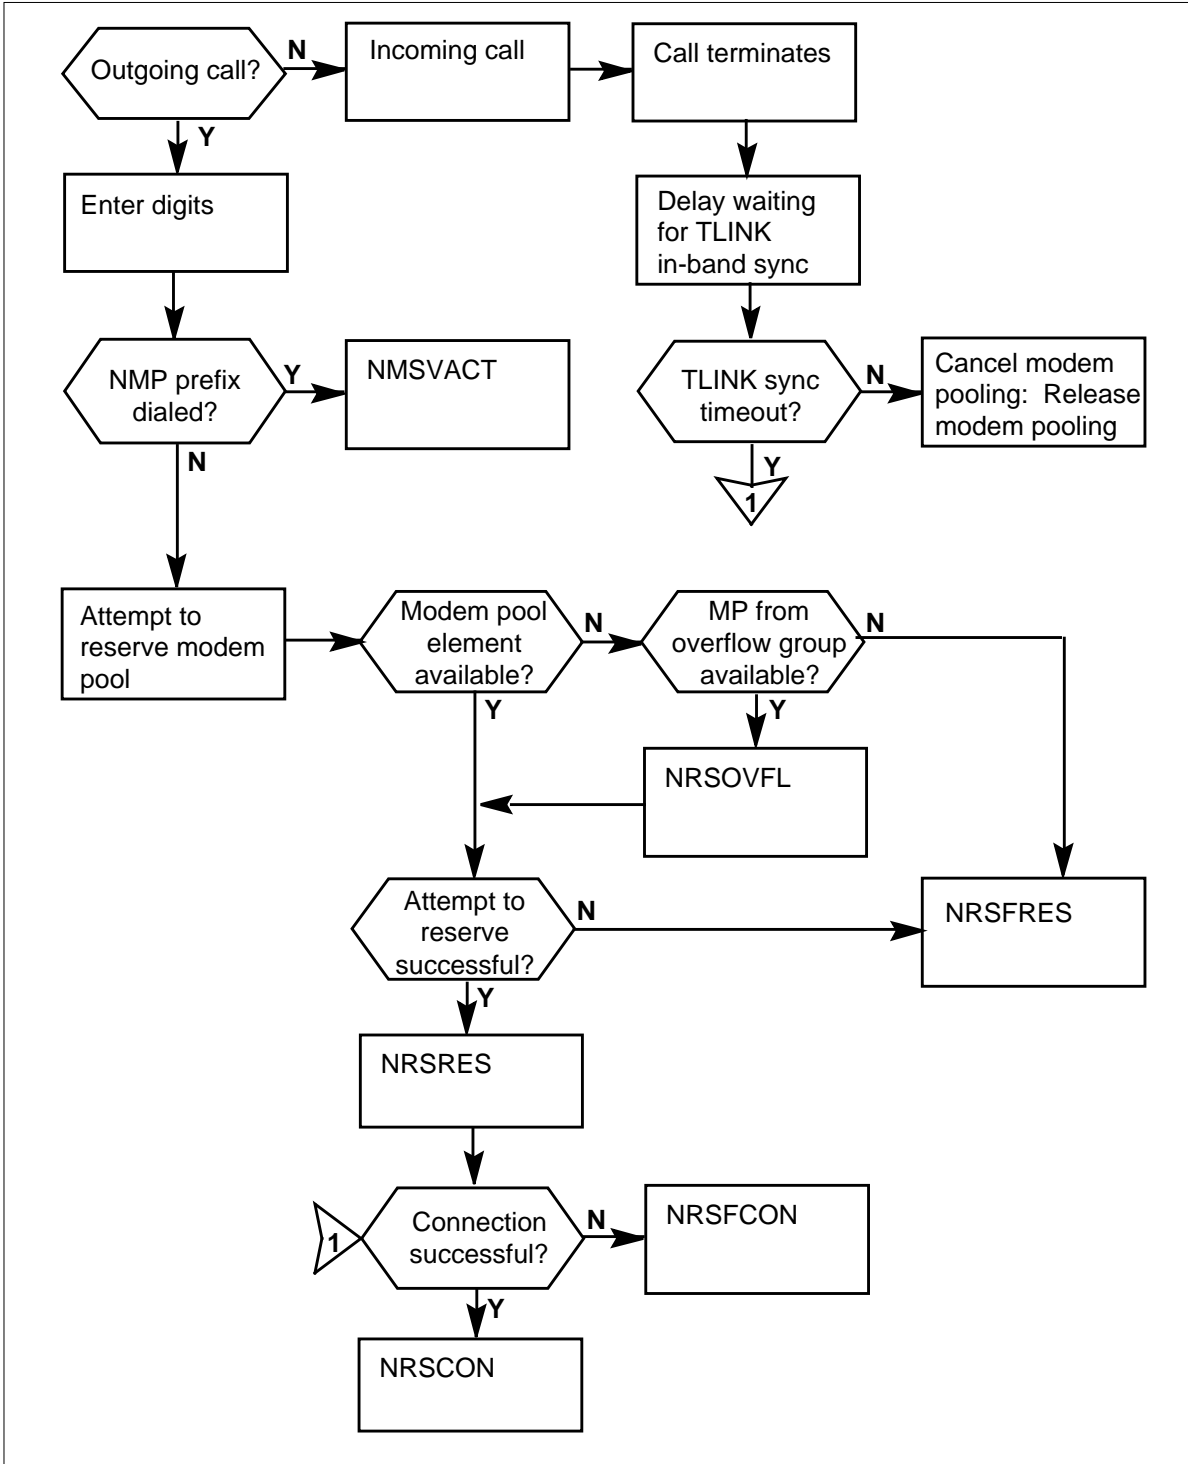 Outgoing call?
N
Incoming call
Call terminates
Y
Enter digits
Delay waiting
for TLINK
in-band sync
NMP prefix
dialed?
Y
NMSVACT
N
TLINK sync
timeout?
N
Cancel modem
pooling: Release
modem pooling
Y
1
Attempt to
reserve modem
pool
Modem pool
element
available?
N
MP from
overflow group
available?
N
Y
Y
NRSOVFL
Attempt to
reserve
successful?
N
NRSFRES
Y
NRSRES
1
Connection
successful?
N
NRSFCON
Y
NRSCON